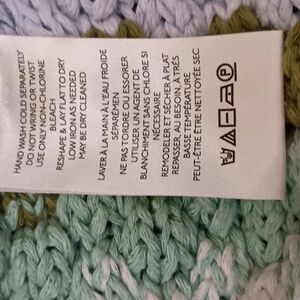 HAND WASH COLD SEPARATELY
DO NOT WRING OR TWIST
USE ONLY NON-CHLORINE
BLEACH
RESHAPE & LAY FLAT TO DRY
LOW IRON AS NEEDED
MAY BE DRY CLEANED
LAVER À LA MAIN À L'EAU FROIDE
SÉPARÉMEN
NE PAS TORDRE OU ESSORER
UTILISER UN AGENT DE
BLANCHIMENT SANS CHLORE SI
NÉCESSAIRE
REMODELER ET SÉCHER À PLAT
REPASSER, AU BESOIN, À TRÈS
BASSE TEMPÉRATURE
PEUT-ÊTRE ÊTRE NETTOYÉE SEC
P